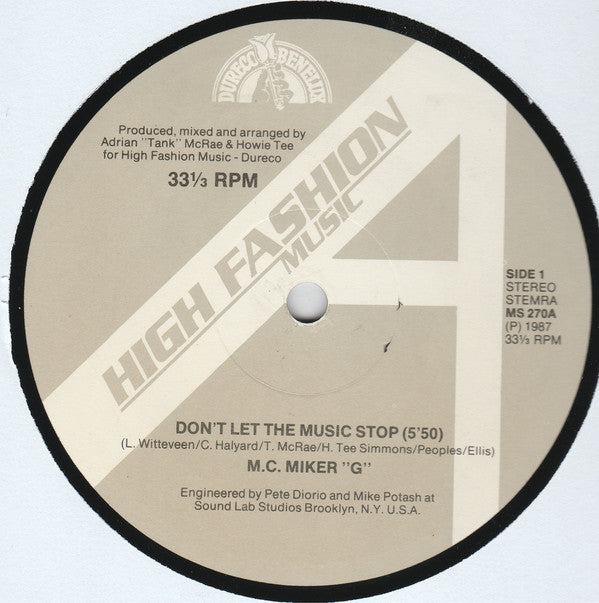 DURECO BENELUX
Produced, mixed and arranged by
Adrian "Tank" McRae & Howie Tee
for High Fashion Music - Dureco
33⅓ RPM
HIGH FASHION
MUSIC
SIDE 1
STEREO
STEMRA
MS 270A
(P) 1987
33⅓ RPM
DON'T LET THE MUSIC STOP (5'50)
(L. Witteveen/C. Halyard/T. McRae/H. Tee Simmons/Peoples/Ellis)
M.C. MIKER "G"
Engineered by Pete Diorio and Mike Potash at
Sound Lab Studios Brooklyn, N.Y. U.S.A.